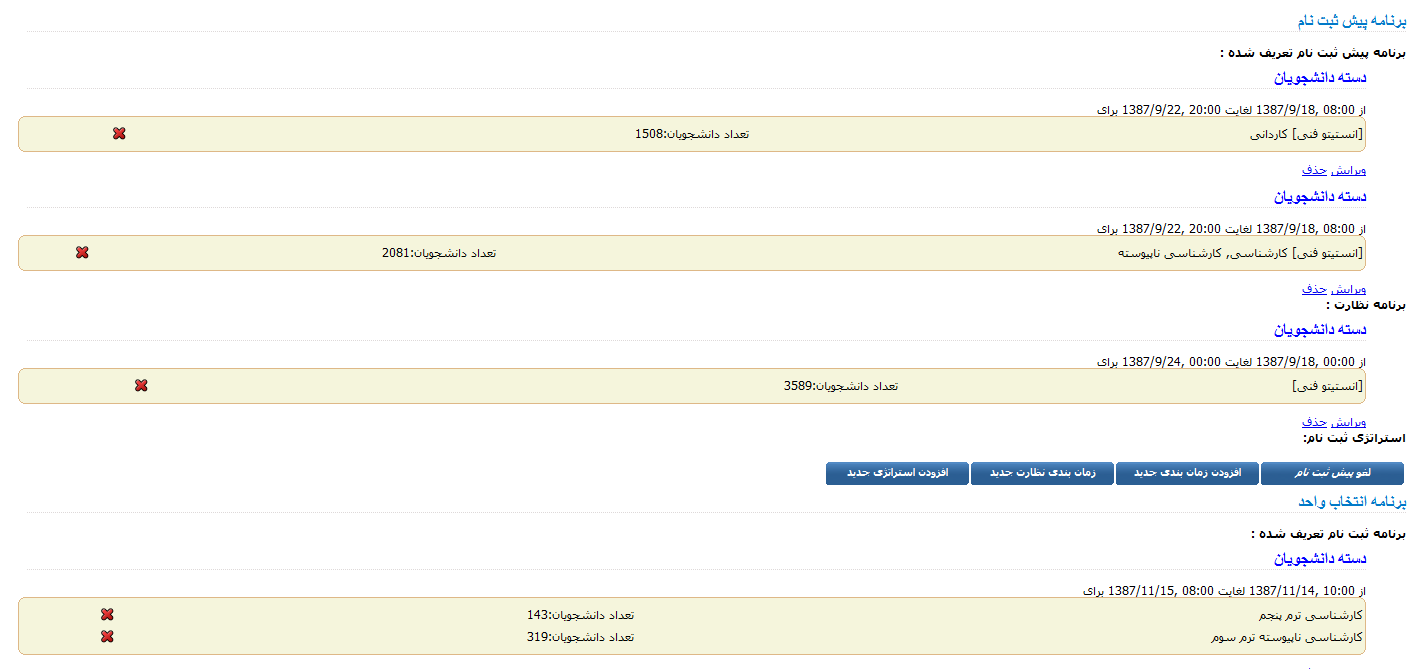 برنامه پیش ثبت نام
برنامه پیش ثبت نام تعریف شده :
دسته دانشجویان
از 08:00 ,1387/9/18 لغایت 20:00 ,1387/9/22 برای
[انستیتو فنی] کاردانی تعداد دانشجویان:1508
ویرایش حذف
دسته دانشجویان
از 08:00 ,1387/9/18 لغایت 20:00 ,1387/9/22 برای
[انستیتو فنی] کارشناسی, کارشناسی ناپیوسته تعداد دانشجویان:2081
ویرایش حذف
برنامه نظارت :
دسته دانشجویان
از 00:00 ,1387/9/18 لغایت 00:00 ,1387/9/24 برای
[انستیتو فنی] تعداد دانشجویان:3589
ویرایش حذف
استراتژی ثبت نام:
لغو پیش ثبت نام افزودن زمان بندی جدید زمان بندی نظارت جدید افزودن استراتژی جدید
برنامه انتخاب واحد
برنامه ثبت نام تعریف شده :
دسته دانشجویان
از 10:00 ,1387/11/14 لغایت 08:00 ,1387/11/15 برای
کارشناسی ترم پنجم تعداد دانشجویان:143
کارشناسی ناپیوسته ترم سوم تعداد دانشجویان:319